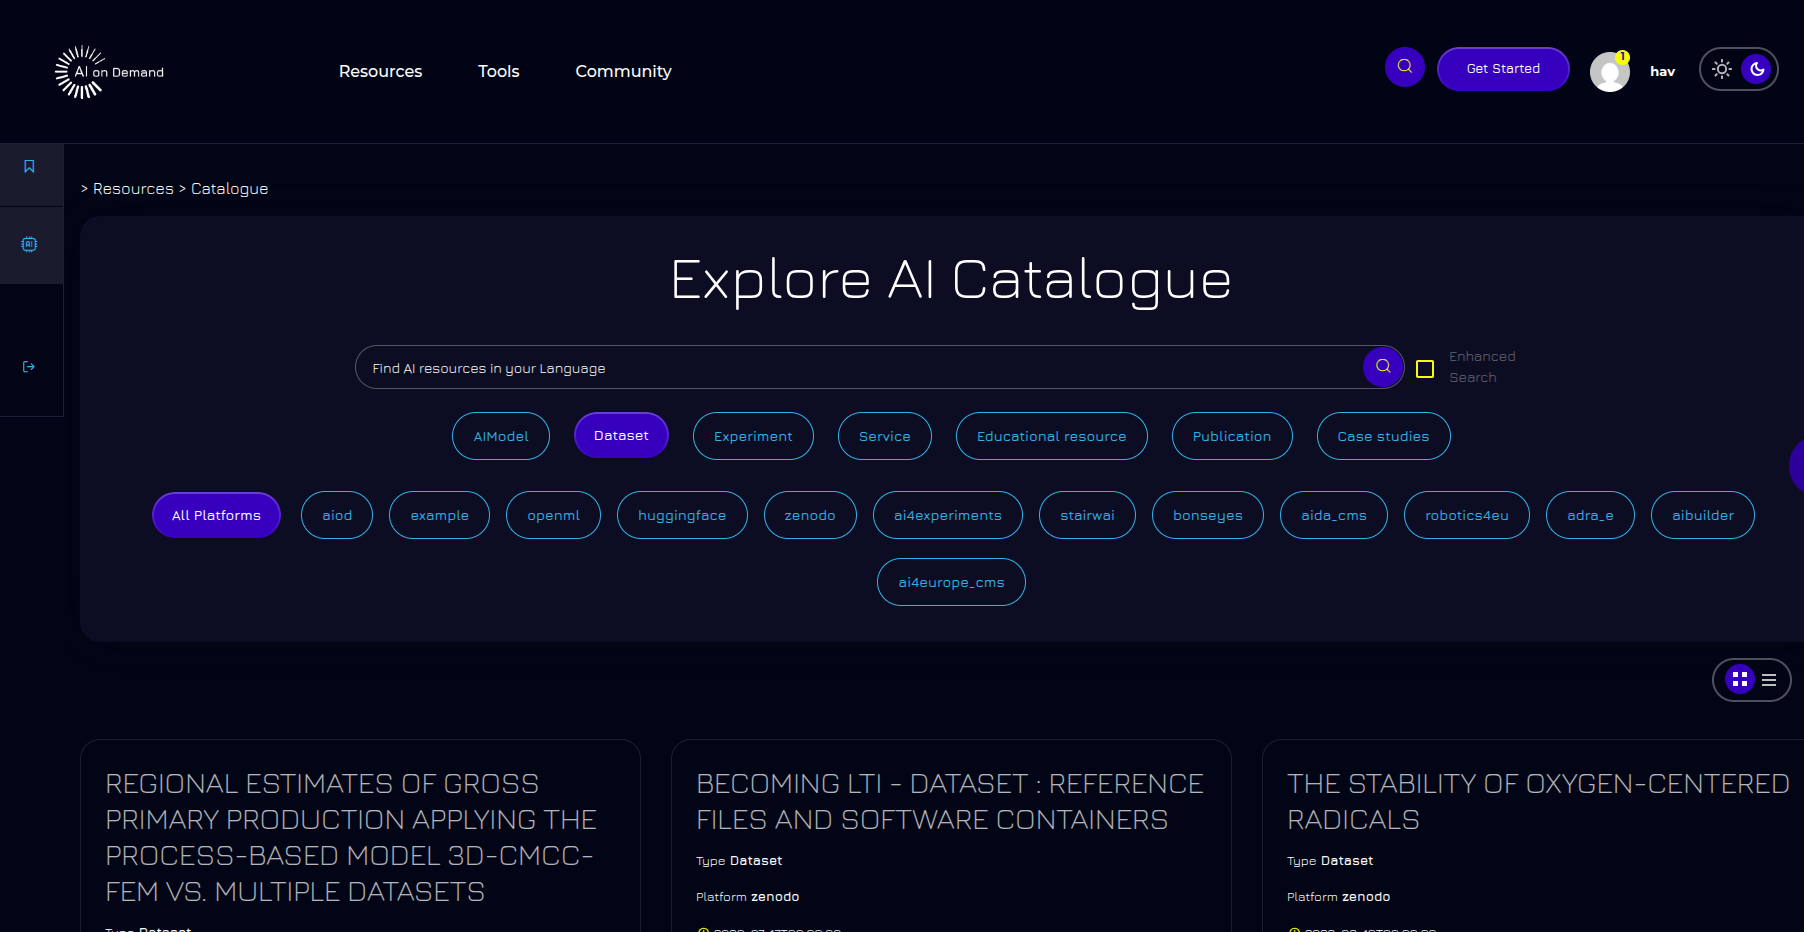 AI on Demand
Resources
Tools
Community
Get Started
1
hav
> Resources > Catalogue
Explore AI Catalogue
Find AI resources in your Language
Enhanced
Search
AIModel
Dataset
Experiment
Service
Educational resource
Publication
Case studies
All Platforms
aiod
example
openml
huggingface
zenodo
ai4experiments
stairwai
bonseyes
aida_cms
robotics4eu
adra_e
aibuilder
ai4europe_cms
REGIONAL ESTIMATES OF GROSS
PRIMARY PRODUCTION APPLYING THE
PROCESS-BASED MODEL 3D-CMCC-
FEM VS. MULTIPLE DATASETS
Type Dataset
BECOMING LTI - DATASET : REFERENCE
FILES AND SOFTWARE CONTAINERS
Type Dataset
Platform zenodo
THE STABILITY OF OXYGEN-CENTERED
RADICALS
Type Dataset
Platform zenodo